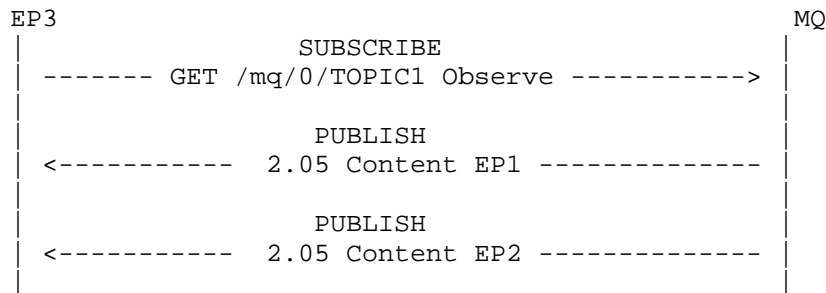 EP3 MQ
SUBSCRIBE
------- GET /mq/0/TOPIC1 Observe ----------->
PUBLISH
<----------- 2.05 Content EP1 --------------
PUBLISH
<----------- 2.05 Content EP2 --------------